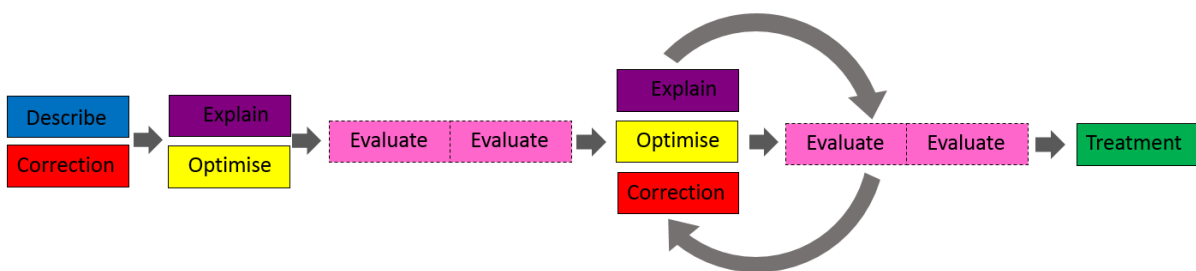 Describe
Correction
Explain
Optimise
Evaluate
Evaluate
Explain
Optimise
Correction
Evaluate
Evaluate
Treatment